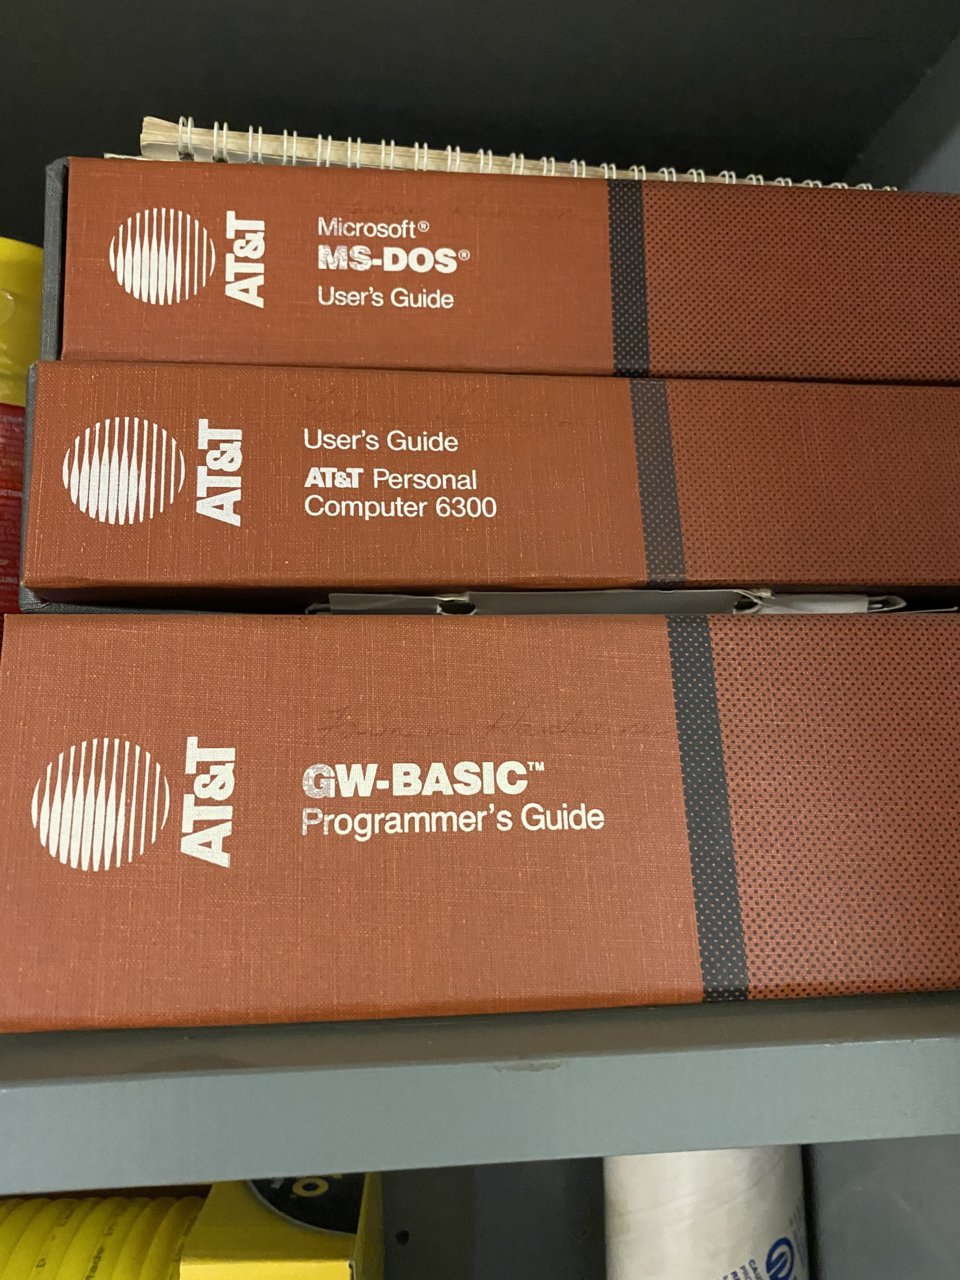 AT&T
Microsoft®
MS-DOS®
User's Guide
AT&T
User's Guide
AT&T Personal
Computer 6300
AT&T
GW-BASIC™
Programmer's Guide